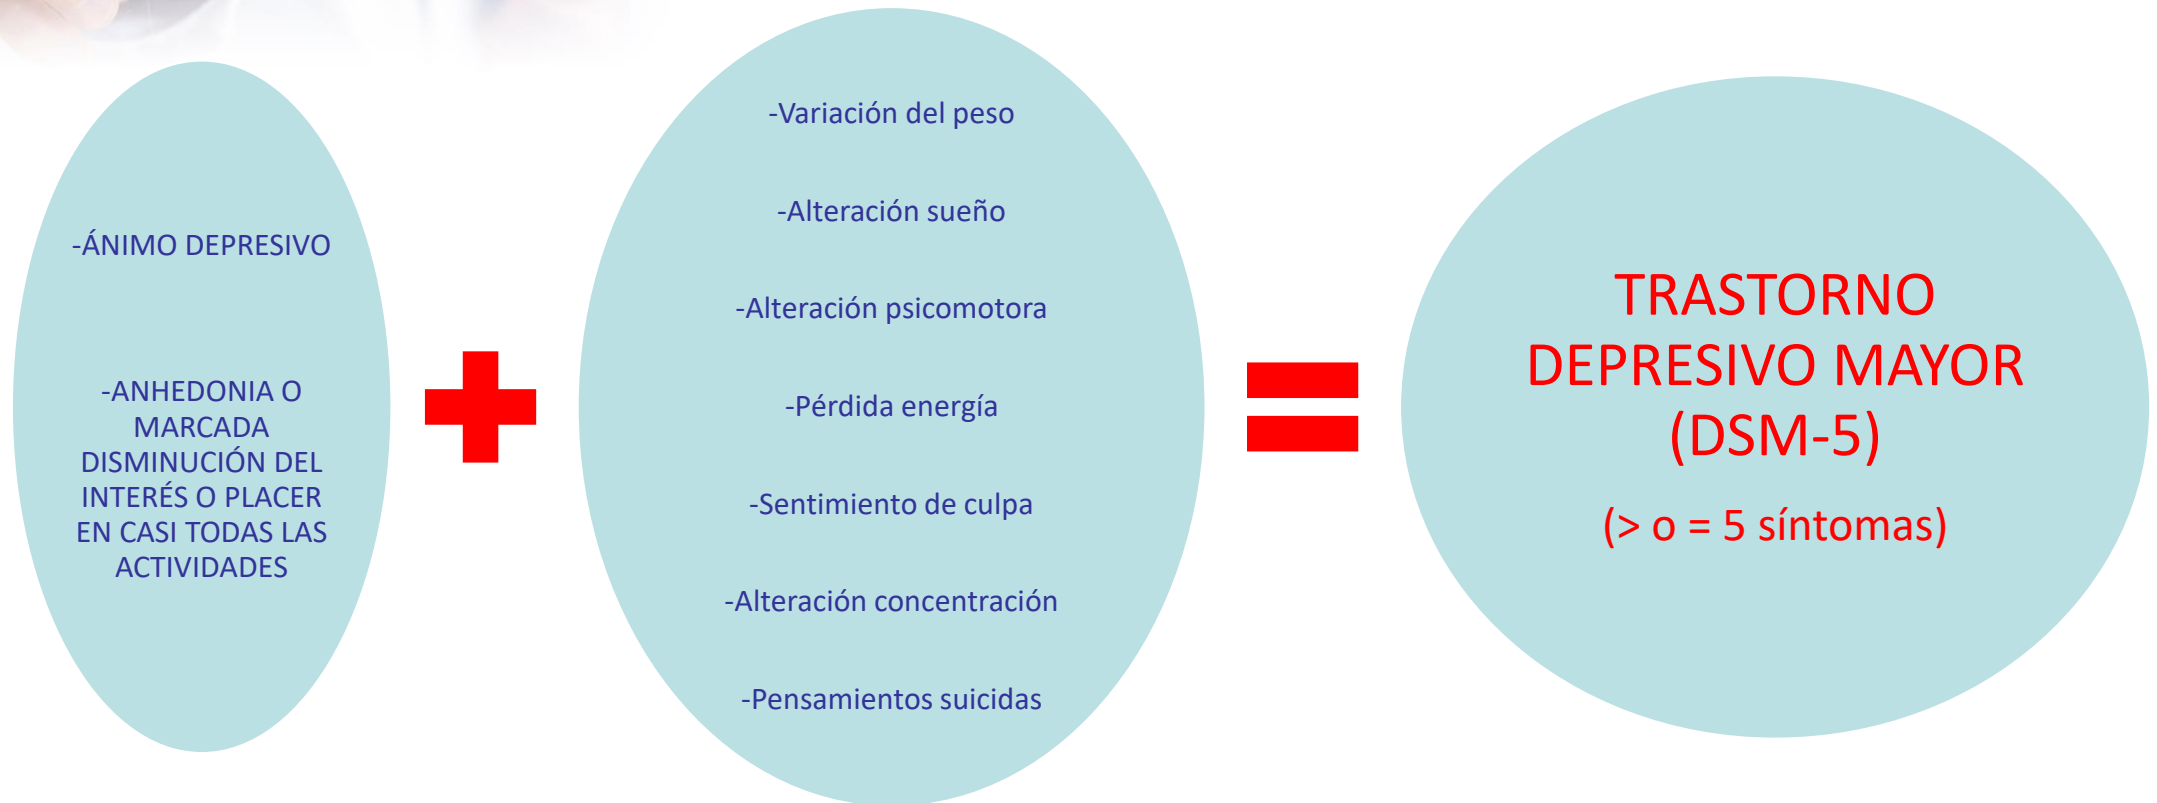 -ÁNIMO DEPRESIVO
-ANHEDONIA O
MARCADA
DISMINUCIÓN DEL
INTERÉS O PLACER
EN CASI TODAS LAS
ACTIVIDADES
-Variación del peso
-Alteración sueño
-Alteración psicomotora
-Pérdida energía
-Sentimiento de culpa
-Alteración concentración
-Pensamientos suicidas
TRASTORNO
DEPRESIVO MAYOR
(DSM-5)
(> o = 5 síntomas)